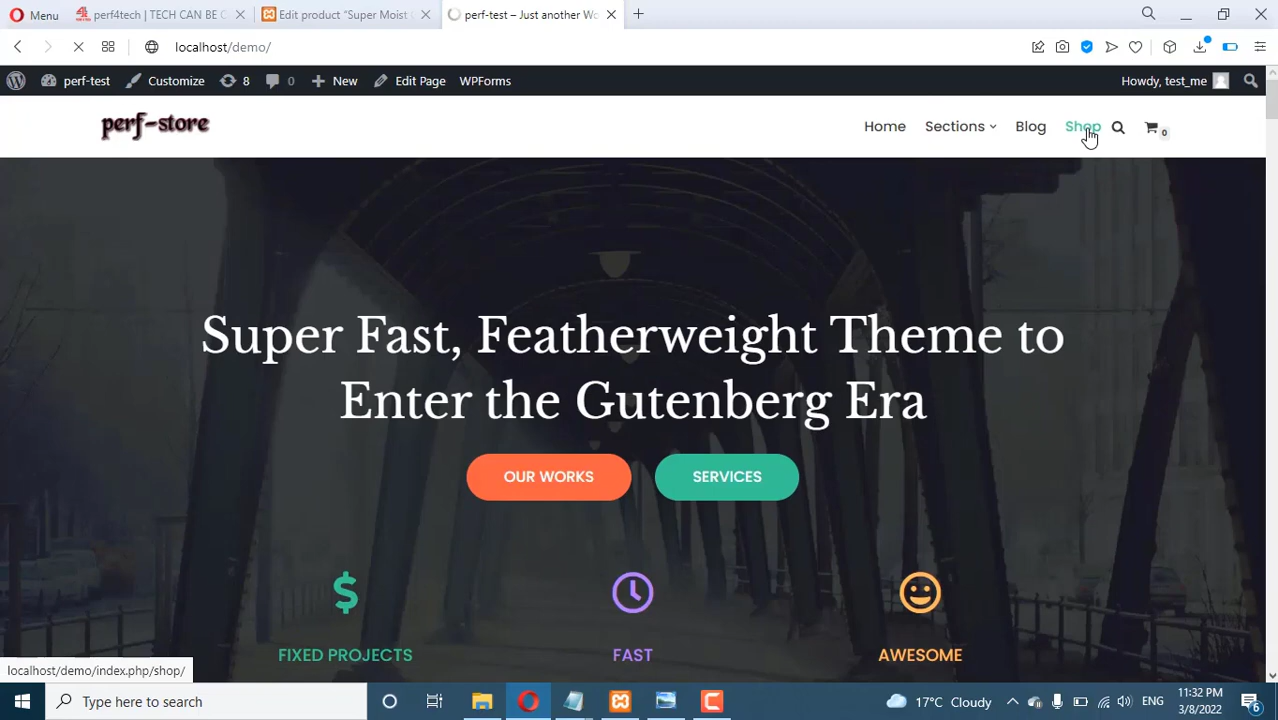 Menu
perf4tech | TECH CAN BE C
Edit product “Super Moist C
perf-test – Just another Wo
localhost/demo/
perf-test
Customize
8
0
New
Edit Page
WPForms
Howdy, test_me
perf-store
Home
Sections
Blog
Shop
0
Super Fast, Featherweight Theme to
Enter the Gutenberg Era
OUR WORKS
SERVICES
FIXED PROJECTS
FAST
AWESOME
localhost/demo/index.php/shop/
Type here to search
17°C Cloudy
ENG
11:32 PM
3/8/2022
6